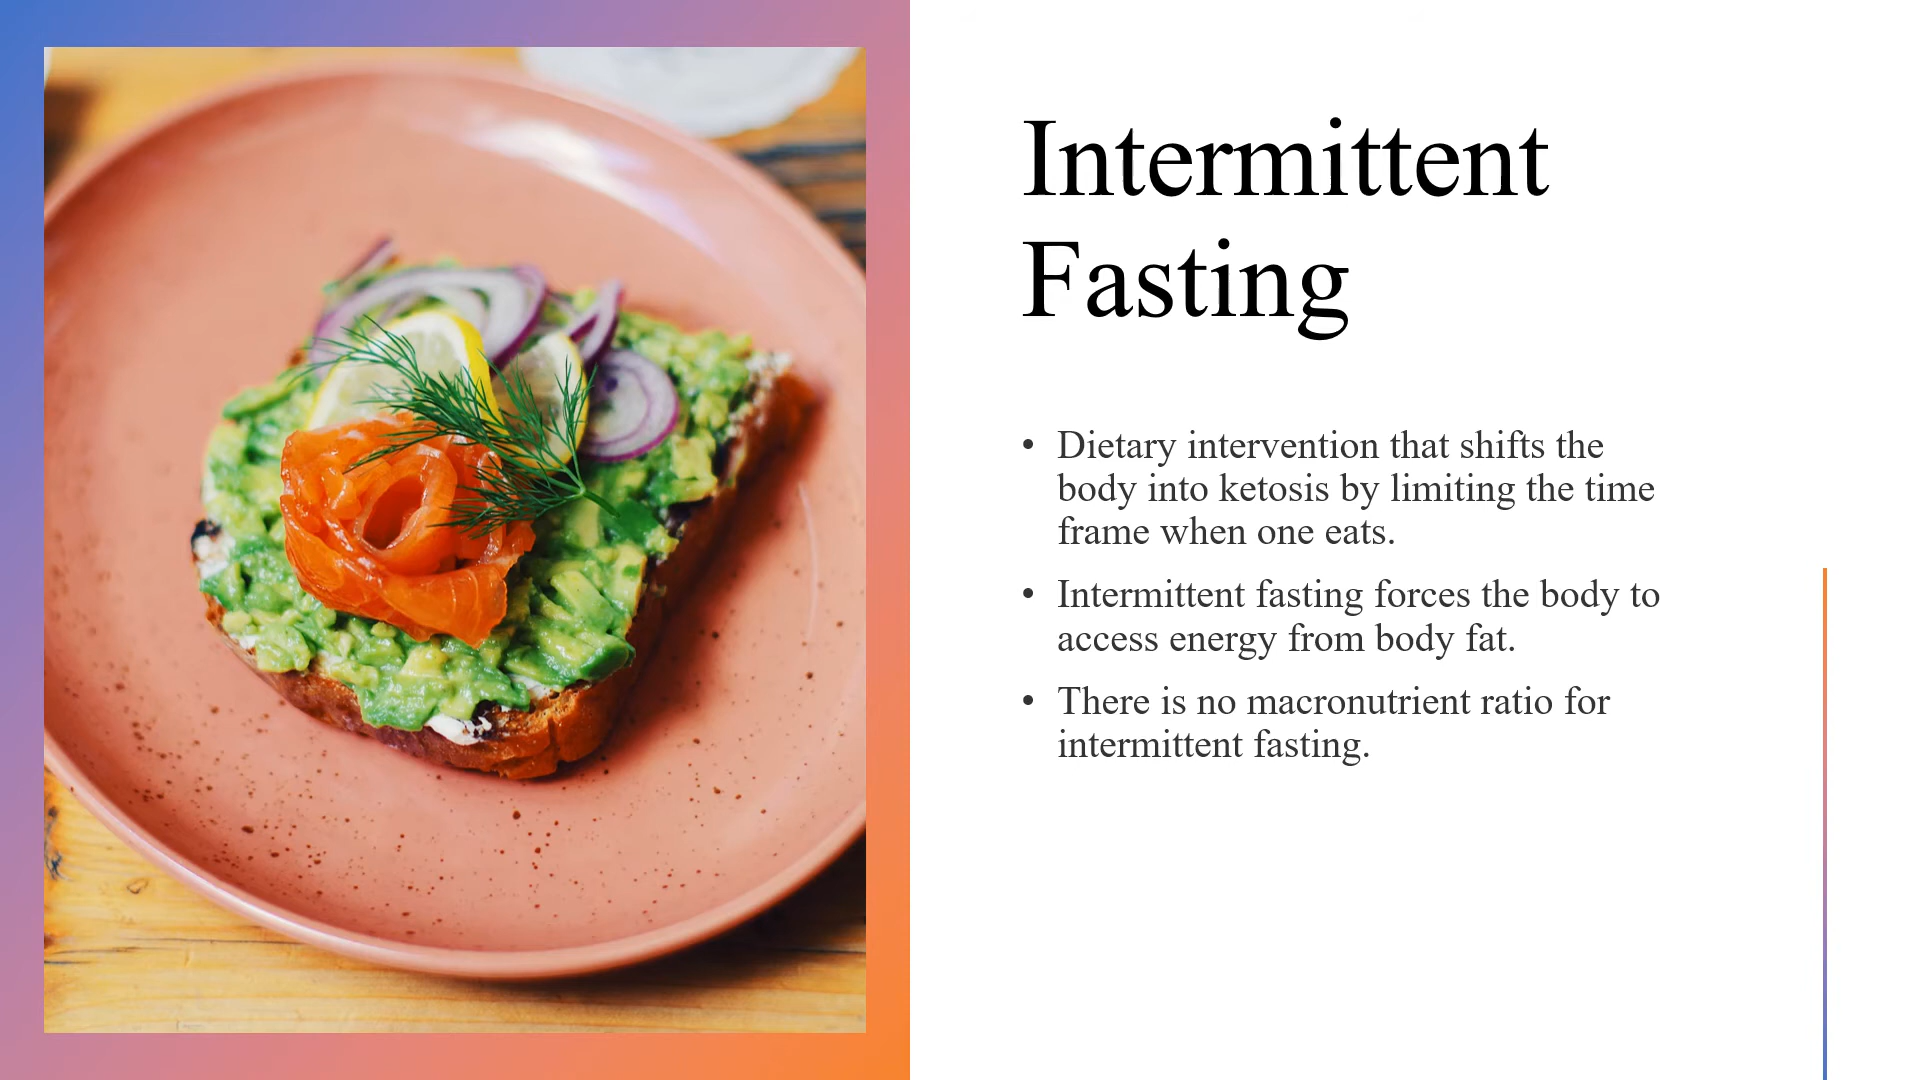 Intermittent
Fasting
• Dietary intervention that shifts the
body into ketosis by limiting the time
frame when one eats.
• Intermittent fasting forces the body to
access energy from body fat.
• There is no macronutrient ratio for
intermittent fasting.